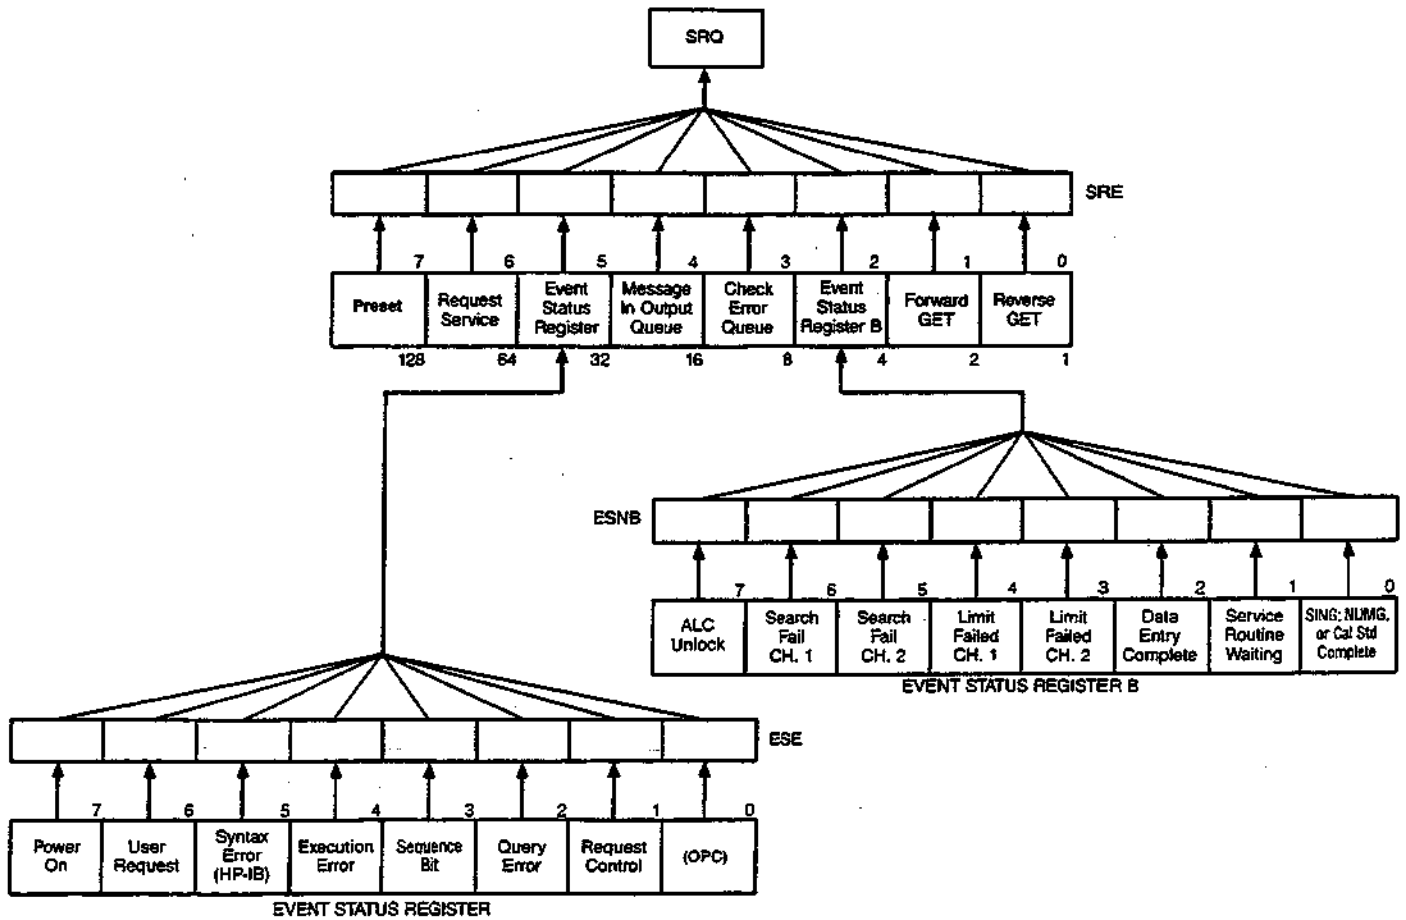 SRQ
SRE
7 6 5 4 3 2 1 0
Preset
Request
Service
Event
Status
Register
Message
In Output
Queue
Check
Error
Queue
Event
Status
Register B
Forward
GET
Reverse
GET
128 64 32 16 8 4 2 1
ESNB
7 6 5 4 3 2 1 0
ALC
Unlock
Search
Fail
CH. 1
Search
Fail
CH. 2
Limit
Failed
CH. 1
Limit
Failed
CH. 2
Data
Entry
Complete
Service
Routine
Waiting
SING, NUMG,
or Cal Std
Complete
EVENT STATUS REGISTER B
ESE
7 6 5 4 3 2 1 0
Power
On
User
Request
Syntax
Error
(HP-IB)
Execution
Error
Sequence
Bit
Query
Error
Request
Control
(OPC)
EVENT STATUS REGISTER